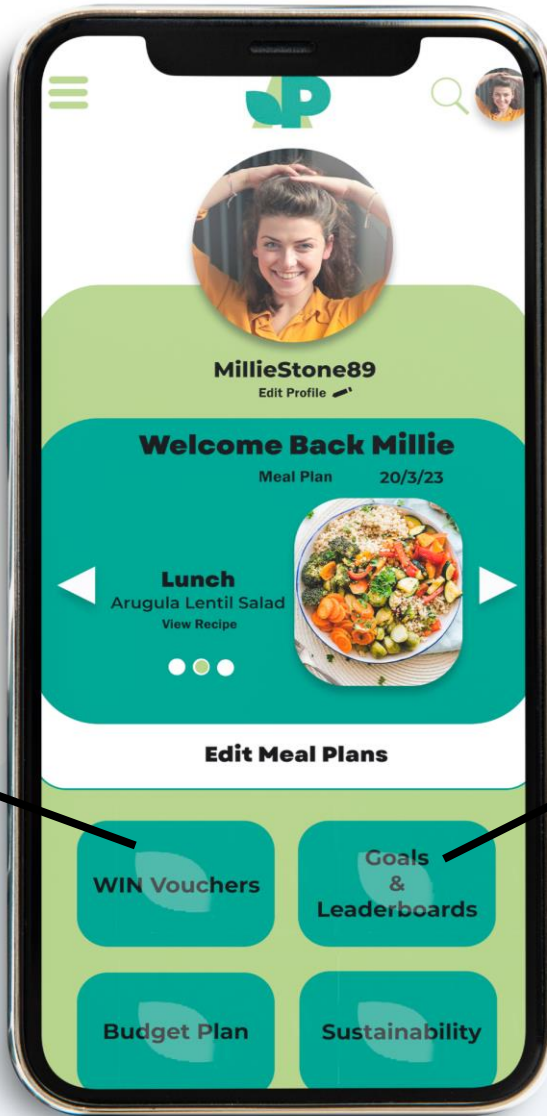 AP
MillieStone89
Edit Profile
Welcome Back Millie
Meal Plan 20/3/23
Lunch
Arugula Lentil Salad
View Recipe
Edit Meal Plans
WIN Vouchers
Goals
&
Leaderboards
Budget Plan
Sustainability